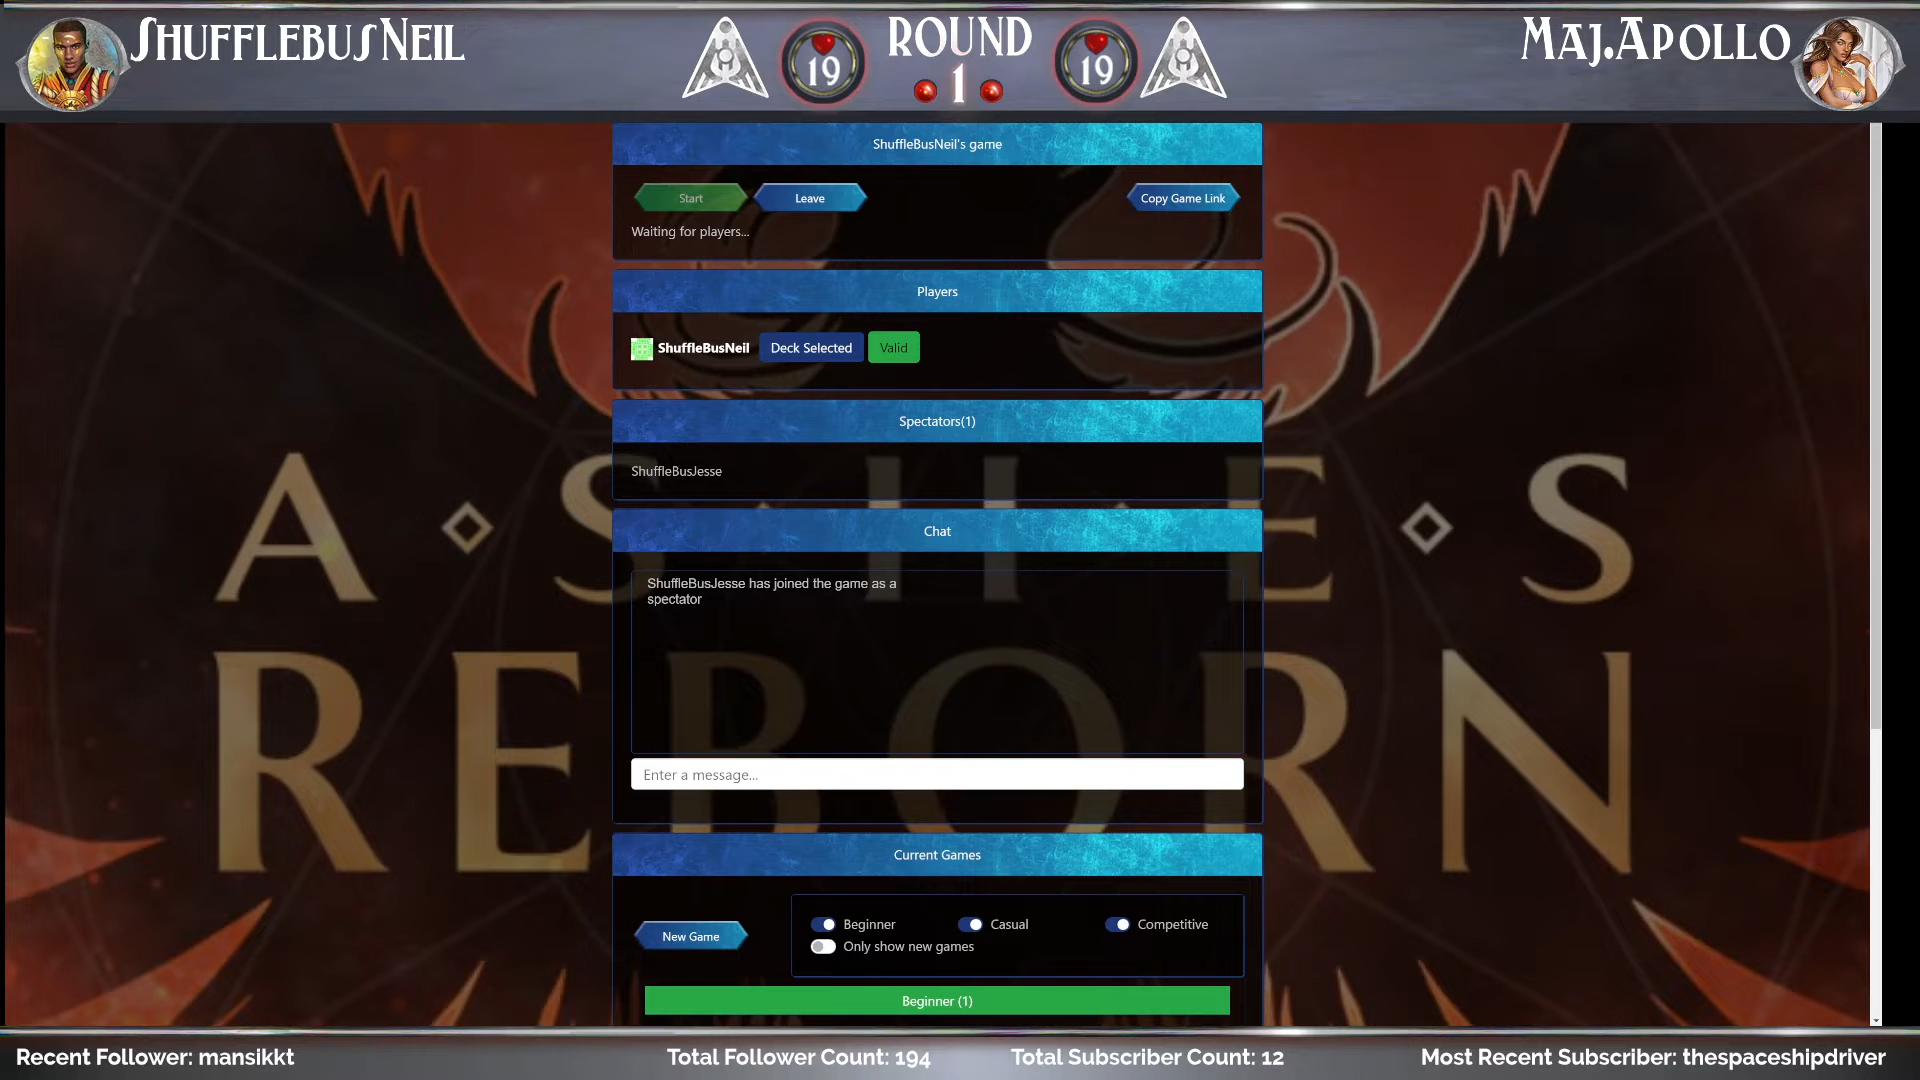 ShufflebusNeil
19
ROUND
1
19
Maj.Apollo
ShuffleBusNeil's game
Start
Leave
Copy Game Link
Waiting for players...
Players
ShuffleBusNeil
Deck Selected
Valid
Spectators(1)
ShuffleBusJesse
Chat
ShuffleBusJesse has joined the game as a
spectator
Enter a message...
A S H E S
REBORN
Current Games
New Game
Beginner
Casual
Competitive
Only show new games
Beginner (1)
Recent Follower: mansikkt
Total Follower Count: 194
Total Subscriber Count: 12
Most Recent Subscriber: thespaceshipdriver